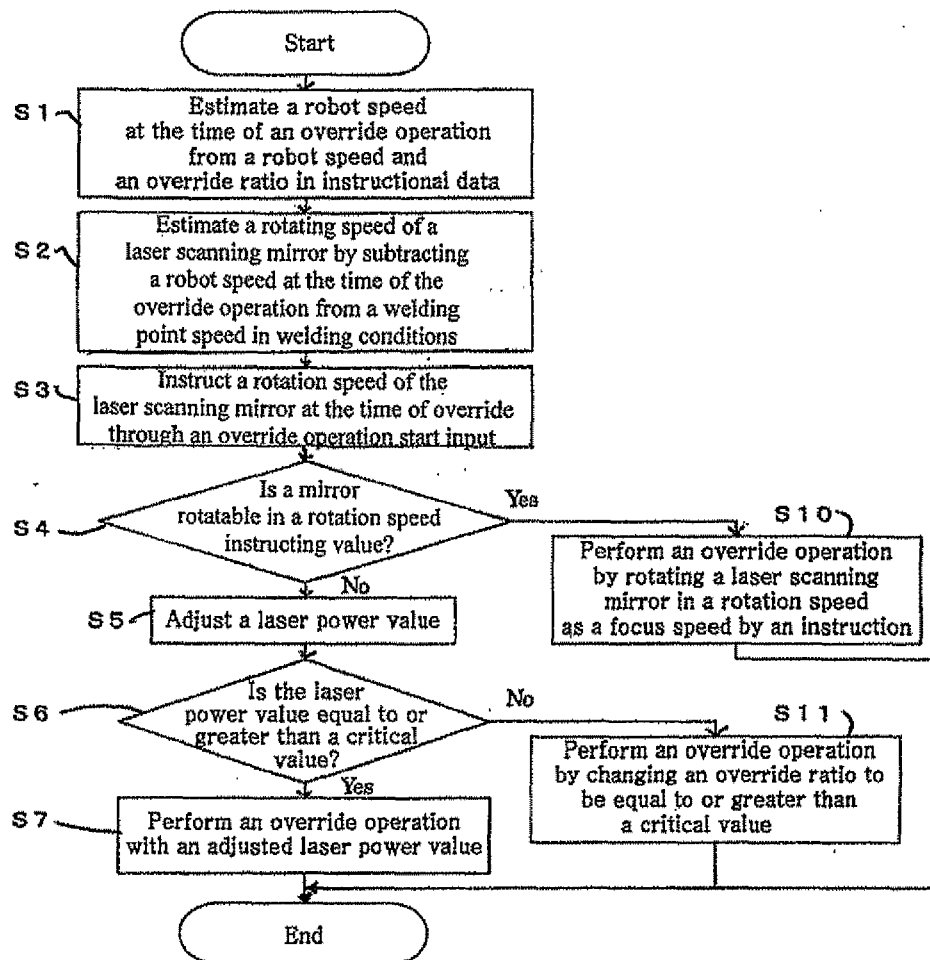 Start
S1
Estimate a robot speed
at the time of an override operation
from a robot speed and
an override ratio in instructional data
S2
Estimate a rotating speed of a
laser scanning mirror by subtracting
a robot speed at the time of the
override operation from a welding
point speed in welding conditions
S3
Instruct a rotation speed of the
laser scanning mirror at the time of override
through an override operation start input
S4
Is a mirror
rotatable in a rotation speed
instructing value?
Yes
No
S10
Perform an override operation
by rotating a laser scanning
mirror in a rotation speed
as a focus speed by an instruction
S5
Adjust a laser power value
S6
Is the laser
power value equal to or
greater than a critical
value?
No
Yes
S11
Perform an override operation
by changing an override ratio to
be equal to or greater than
a critical value
S7
Perform an override operation
with an adjusted laser power value
End